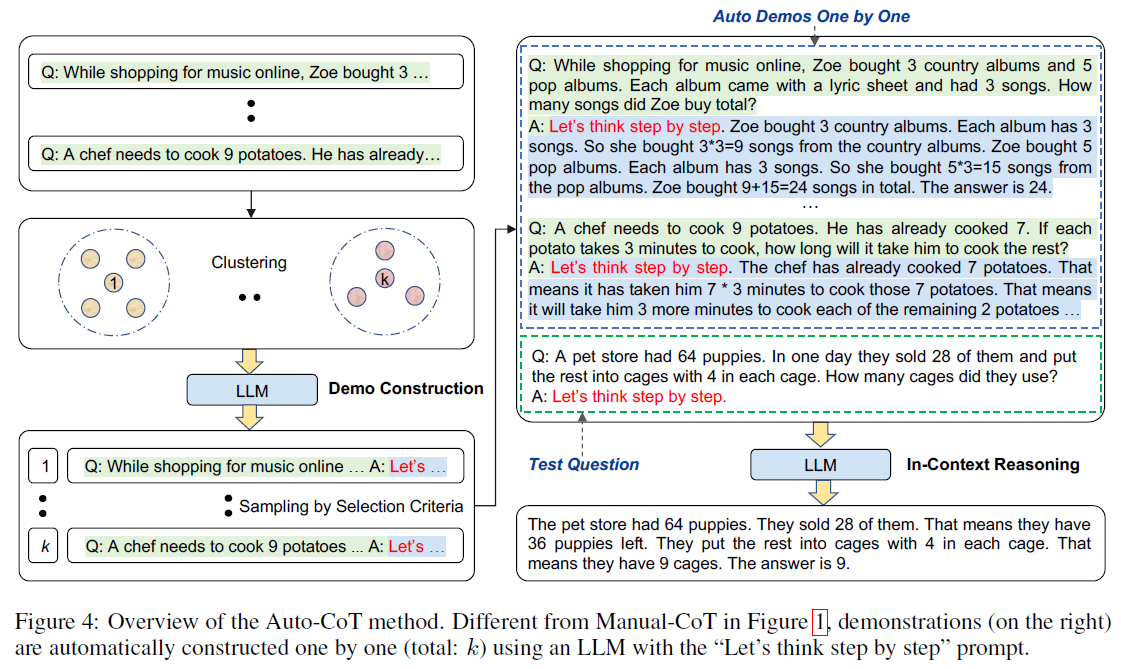 Auto Demos One by One
Q: While shopping for music online, Zoe bought 3 …
Q: A chef needs to cook 9 potatoes. He has already…
Clustering
1
k
LLM
Demo Construction
1
Q: While shopping for music online … A: Let's …
Sampling by Selection Criteria
k
Q: A chef needs to cook 9 potatoes ... A: Let's …
Q: While shopping for music online, Zoe bought 3 country albums and 5
pop albums. Each album came with a lyric sheet and had 3 songs. How
many songs did Zoe buy total?
A: Let's think step by step. Zoe bought 3 country albums. Each album has 3
songs. So she bought 3*3=9 songs from the country albums. Zoe bought 5
pop albums. Each album has 3 songs. So she bought 5*3=15 songs from
the pop albums. Zoe bought 9+15=24 songs in total. The answer is 24.
…
Q: A chef needs to cook 9 potatoes. He has already cooked 7. If each
potato takes 3 minutes to cook, how long will it take him to cook the rest?
A: Let's think step by step. The chef has already cooked 7 potatoes. That
means it has taken him 7 * 3 minutes to cook those 7 potatoes. That means
it will take him 3 more minutes to cook each of the remaining 2 potatoes …
Q: A pet store had 64 puppies. In one day they sold 28 of them and put
the rest into cages with 4 in each cage. How many cages did they use?
A: Let's think step by step.
Test Question
LLM
In-Context Reasoning
The pet store had 64 puppies. They sold 28 of them. That means they have
36 puppies left. They put the rest into cages with 4 in each cage. That
means they have 9 cages. The answer is 9.
Figure 4: Overview of the Auto-CoT method. Different from Manual-CoT in Figure 1, demonstrations (on the right)
are automatically constructed one by one (total: k) using an LLM with the “Let's think step by step” prompt.